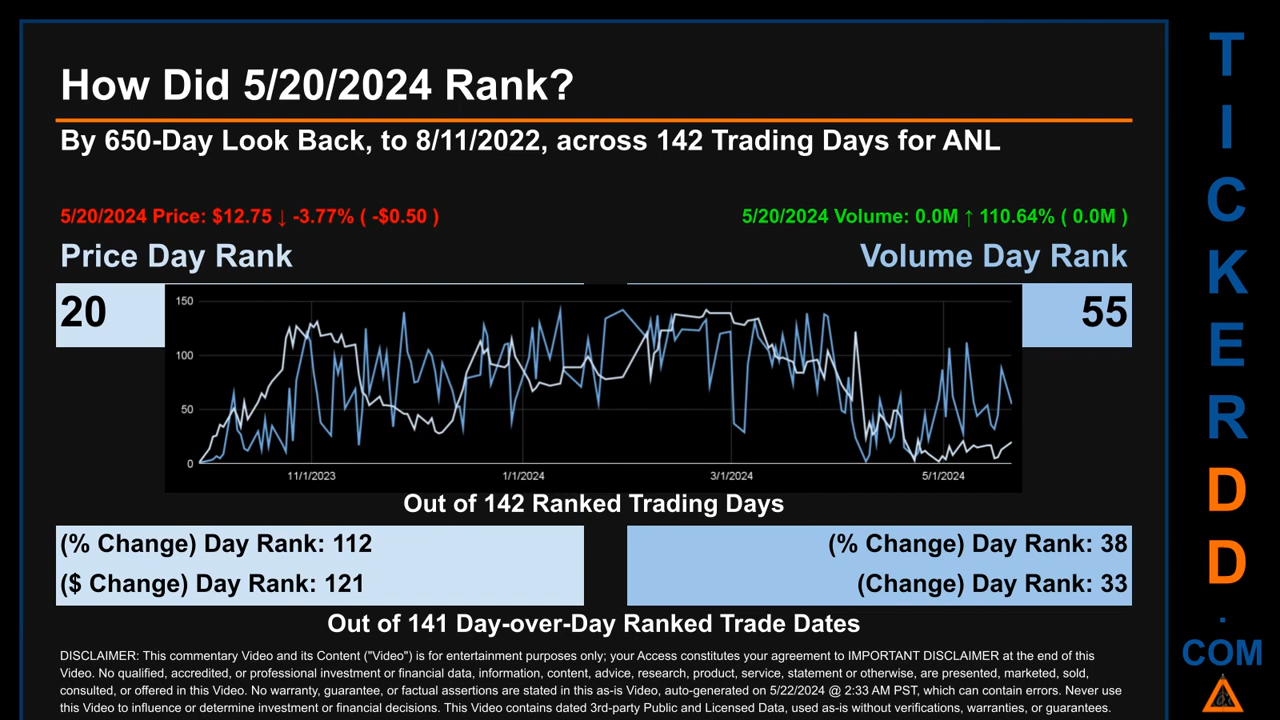 How Did 5/20/2024 Rank?
By 650-Day Look Back, to 8/11/2022, across 142 Trading Days for ANL
5/20/2024 Price: $12.75 ↓ -3.77% ( -$0.50 )
5/20/2024 Volume: 0.0M ↑ 110.64% ( 0.0M )
Price Day Rank
Volume Day Rank
20
55
150
100
50
0
11/1/2023
1/1/2024
3/1/2024
5/1/2024
Out of 142 Ranked Trading Days
(% Change) Day Rank: 112
($ Change) Day Rank: 121
(% Change) Day Rank: 38
(Change) Day Rank: 33
Out of 141 Day-over-Day Ranked Trade Dates
DISCLAIMER: This commentary Video and its Content ("Video") is for entertainment purposes only; your Access constitutes your agreement to IMPORTANT DISCLAIMER at the end of this
Video. No qualified, accredited, or professional investment or financial data, information, content, advice, research, product, service, statement or otherwise, are presented, marketed, sold,
consulted, or offered in this Video. No warranty, guarantee, or factual assertions are stated in this as-is Video, auto-generated on 5/22/2024 @ 2:33 AM PST, which can contain errors. Never use
this Video to influence or determine investment or financial decisions. This Video contains dated 3rd-party Public and Licensed Data, used as-is without verifications, warranties, or guarantees.
T
I
C
K
E
R
D
D
.
COM